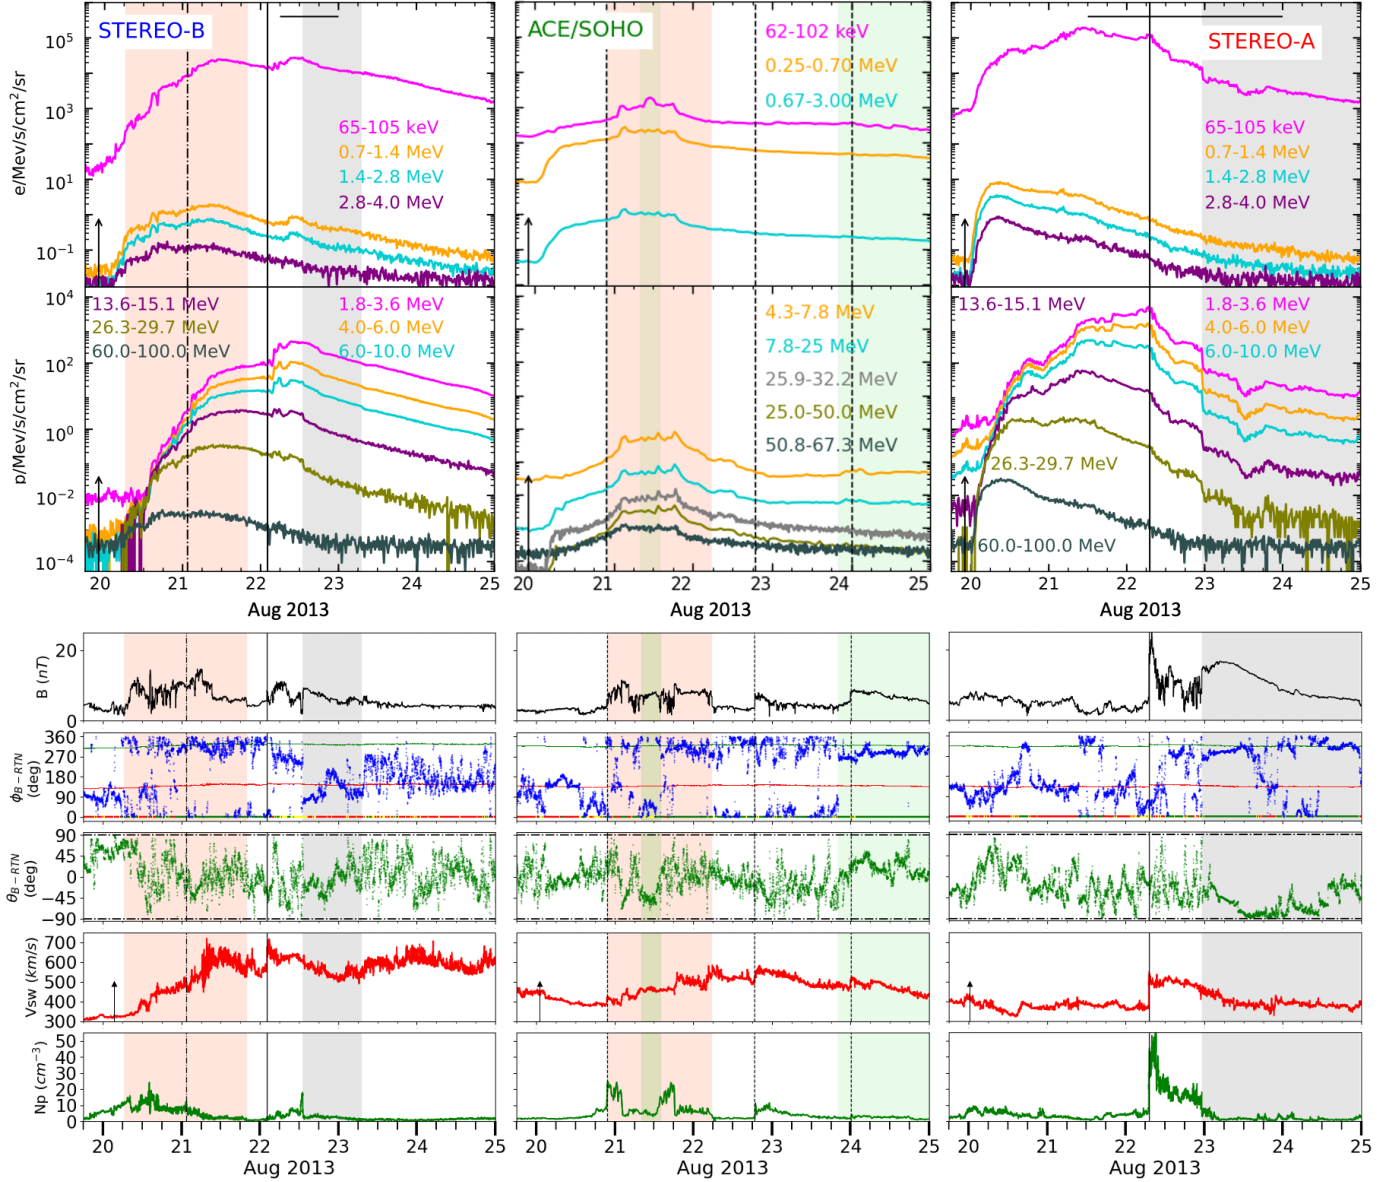 STEREO-B
ACE/SOHO
STEREO-A
e/Mev/s/cm²/sr
10⁵
10³
10¹
10⁻¹
65-105 keV
0.7-1.4 MeV
1.4-2.8 MeV
2.8-4.0 MeV
62-102 keV
0.25-0.70 MeV
0.67-3.00 MeV
65-105 keV
0.7-1.4 MeV
1.4-2.8 MeV
2.8-4.0 MeV
p/Mev/s/cm²/sr
10⁴
10²
10⁰
10⁻²
10⁻⁴
13.6-15.1 MeV
26.3-29.7 MeV
60.0-100.0 MeV
1.8-3.6 MeV
4.0-6.0 MeV
6.0-10.0 MeV
4.3-7.8 MeV
7.8-25 MeV
25.9-32.2 MeV
25.0-50.0 MeV
50.8-67.3 MeV
13.6-15.1 MeV
1.8-3.6 MeV
4.0-6.0 MeV
6.0-10.0 MeV
26.3-29.7 MeV
60.0-100.0 MeV
20 21 22 23 24 25
20 21 22 23 24 25
20 21 22 23 24 25
Aug 2013
Aug 2013
Aug 2013
B (nT)
20
0
ϕB−RTN
(deg)
360
270
180
90
0
θB−RTN
(deg)
90
45
0
−45
−90
Vsw (km/s)
700
600
500
400
300
Np (cm⁻³)
50
40
30
20
10
0
20 21 22 23 24 25
20 21 22 23 24 25
20 21 22 23 24 25
Aug 2013
Aug 2013
Aug 2013